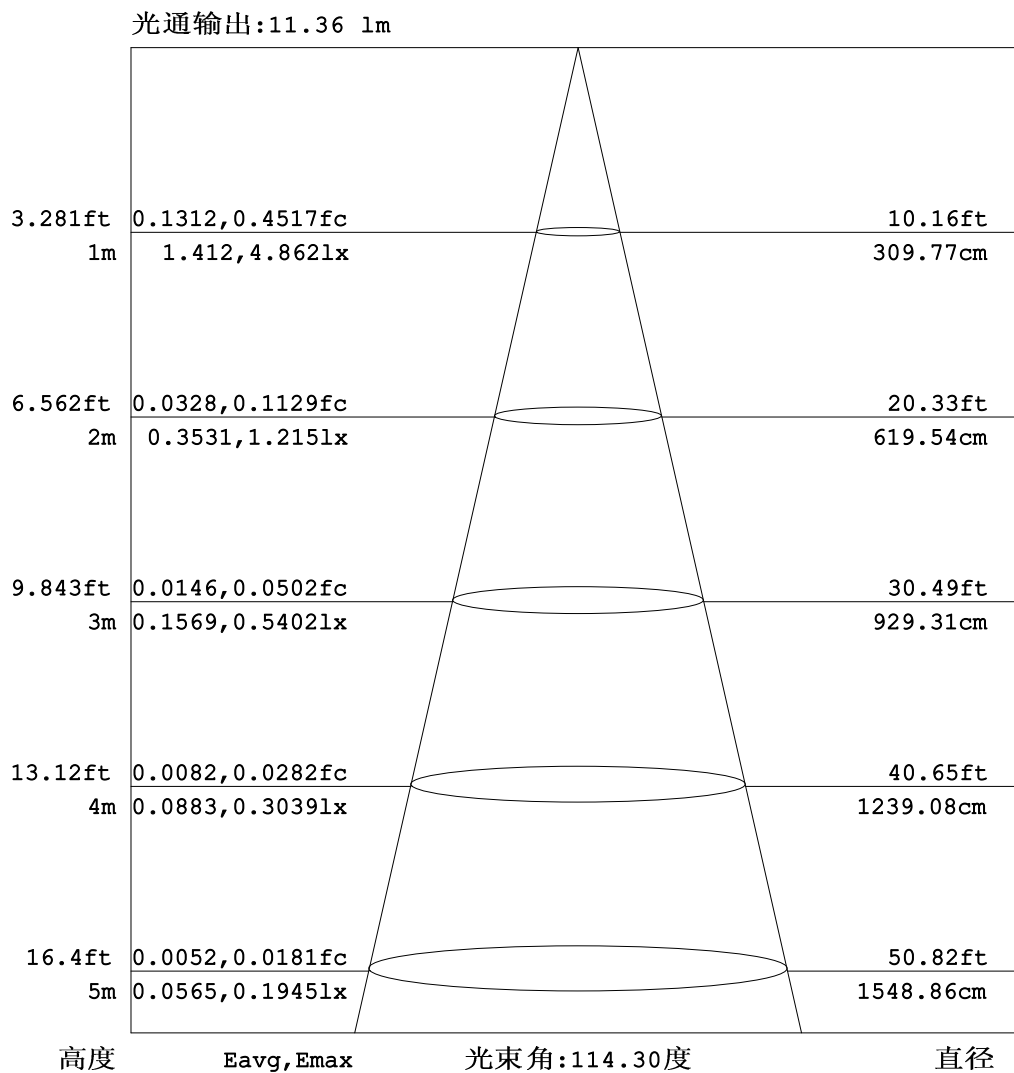 光通输出:11.36 lm
3.281ft 0.1312,0.4517fc 10.16ft
1m 1.412,4.862lx 309.77cm
6.562ft 0.0328,0.1129fc 20.33ft
2m 0.3531,1.215lx 619.54cm
9.843ft 0.0146,0.0502fc 30.49ft
3m 0.1569,0.5402lx 929.31cm
13.12ft 0.0082,0.0282fc 40.65ft
4m 0.0883,0.3039lx 1239.08cm
16.4ft 0.0052,0.0181fc 50.82ft
5m 0.0565,0.1945lx 1548.86cm
高度 Eavg,Emax 光束角:114.30度 直径